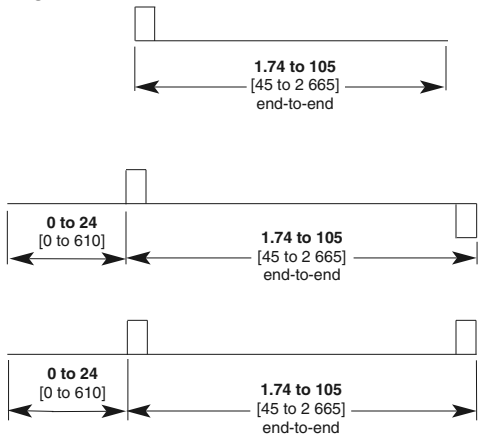 1.74 to 105
[45 to 2 665]
end-to-end
0 to 24
[0 to 610]
1.74 to 105
[45 to 2 665]
end-to-end
0 to 24
[0 to 610]
1.74 to 105
[45 to 2 665]
end-to-end